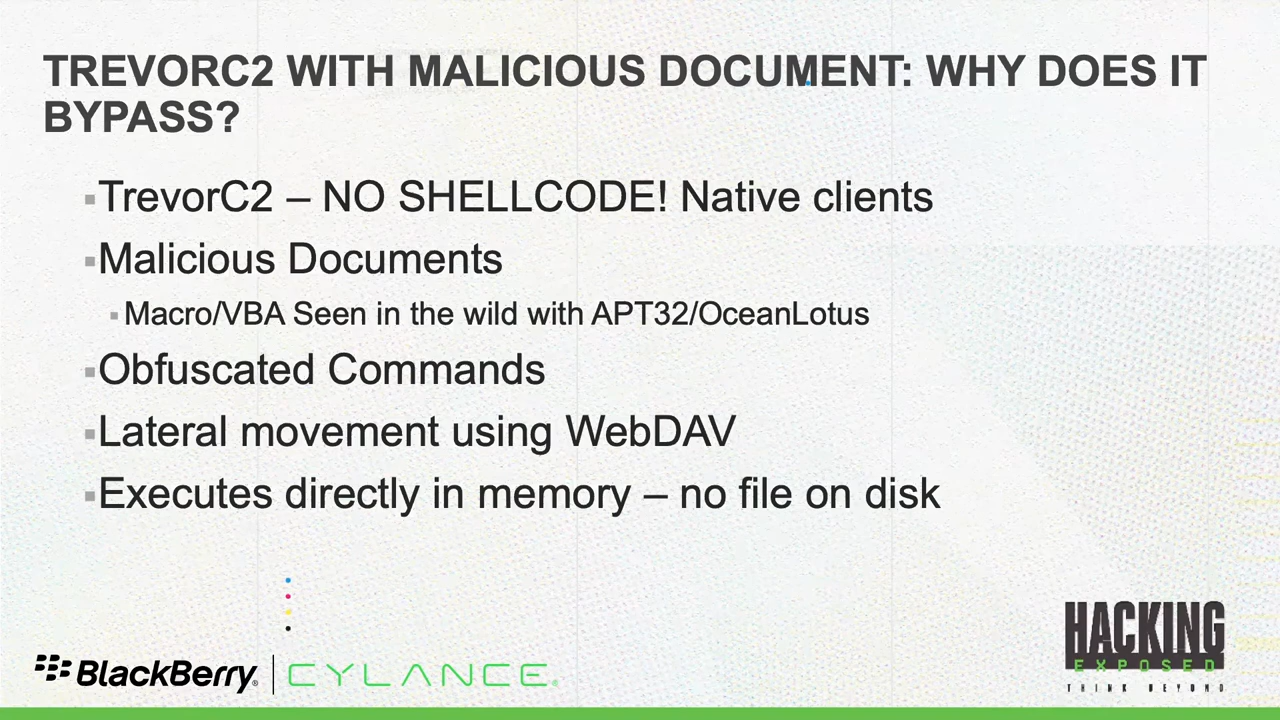 TREVORC2 WITH MALICIOUS DOCUMENT: WHY DOES IT
BYPASS?
▪TrevorC2 – NO SHELLCODE! Native clients
▪Malicious Documents
▪Macro/VBA Seen in the wild with APT32/OceanLotus
▪Obfuscated Commands
▪Lateral movement using WebDAV
▪Executes directly in memory – no file on disk
BlackBerry® | CYLANCE®
HACKING
EXPOSED
THINK BEYOND